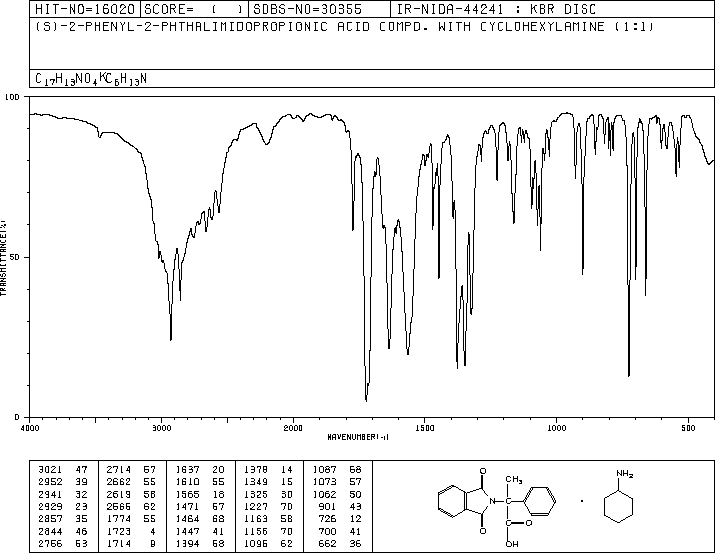 HIT-NO=16020 SCORE= ( ) SDBS-NO=30355 IR-NIDA-44241 : KBR DISC
(S)-2-PHENYL-2-PHTHALIMIDOPROPIONIC ACID COMPD. WITH CYCLOHEXYLAMINE (1:1)
C17H13NO4·C6H13N
100
50
0
TRANSMITTANCE(%)
4000 3000 2000 1500 1000 500
WAVENUMBER(-1)
3021 47 2714 57 1637 20 1378 14 1087 58
2952 39 2662 55 1610 55 1349 15 1073 57
2941 32 2619 58 1565 18 1325 30 1062 50
2929 23 2566 62 1471 57 1227 70 901 43
2857 35 1774 55 1464 68 1163 58 726 12
2844 46 1723 4 1447 41 1156 70 700 41
2756 53 1714 9 1394 58 1096 62 662 36
O
CH3
N
C
C
O
OH
O
NH2